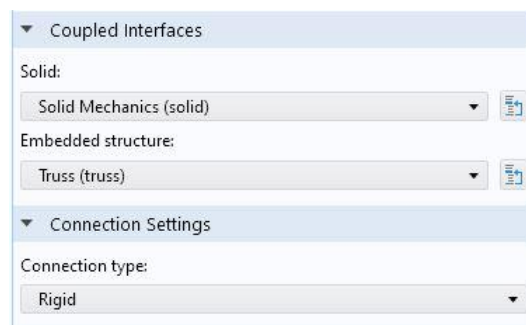 Coupled Interfaces
Solid:
Solid Mechanics (solid)
Embedded structure:
Truss (truss)
Connection Settings
Connection type:
Rigid